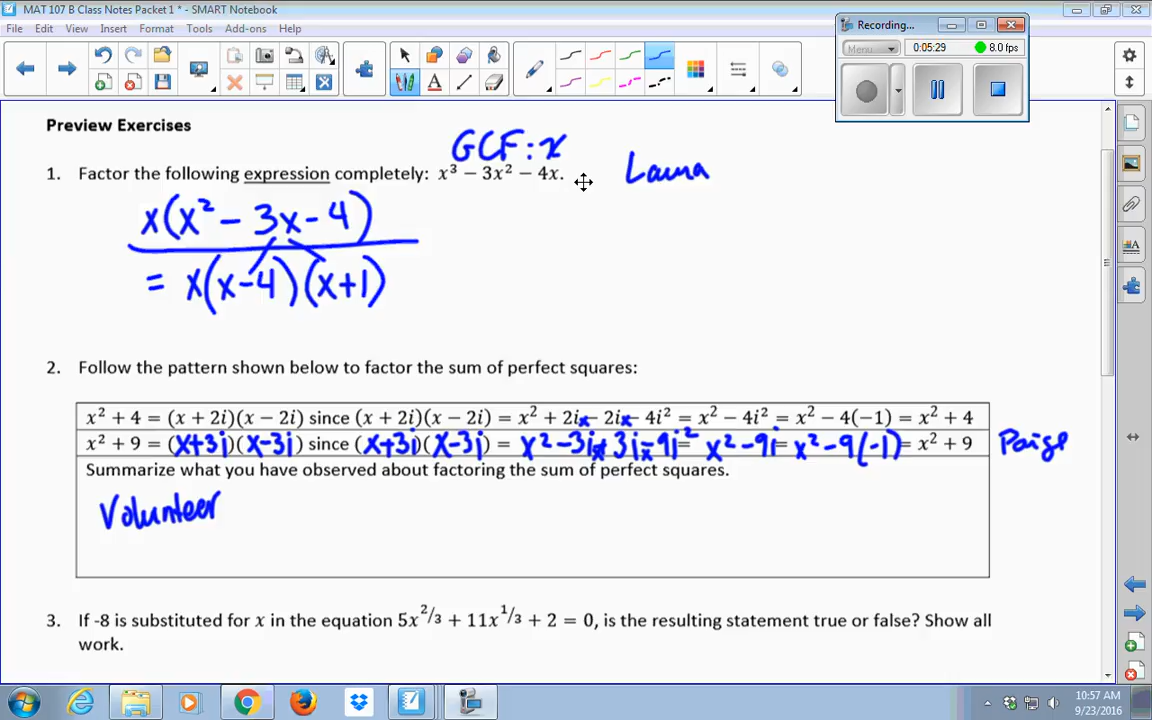 MAT 107 B Class Notes Packet 1 * - SMART Notebook
Recording...
File Edit View Insert Format Tools Add-ons Help
Menu 0:05:29 8.0 fps
Preview Exercises
GCF: x
1. Factor the following expression completely: x³ − 3x² − 4x. Laura
x(x² − 3x − 4)
= x(x−4)(x+1)
2. Follow the pattern shown below to factor the sum of perfect squares:
x² + 4 = (x + 2i)(x − 2i) since (x + 2i)(x − 2i) = x² + 2ix − 2ix − 4i² = x² − 4i² = x² − 4(−1) = x² + 4
x² + 9 = (x+3i)(x−3i) since (x+3i)(x−3i) = x² − 3ix + 3ix − 9i² = x² − 9i = x² − 9(−1) = x² + 9 Paige
Summarize what you have observed about factoring the sum of perfect squares.
Volunteer
3. If -8 is substituted for x in the equation 5x^2/3 + 11x^1/3 + 2 = 0, is the resulting statement true or false? Show all
work.
10:57 AM
9/23/2016